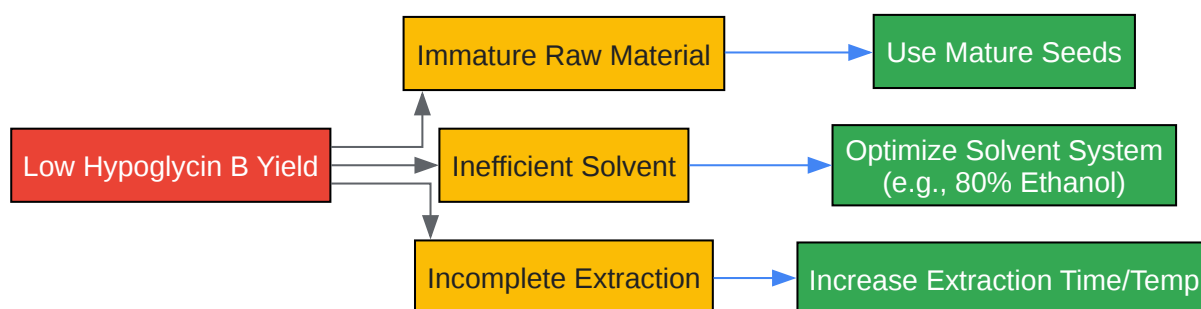 Low Hypoglycin B Yield
Immature Raw Material
Use Mature Seeds
Inefficient Solvent
Optimize Solvent System
(e.g., 80% Ethanol)
Incomplete Extraction
Increase Extraction Time/Temp